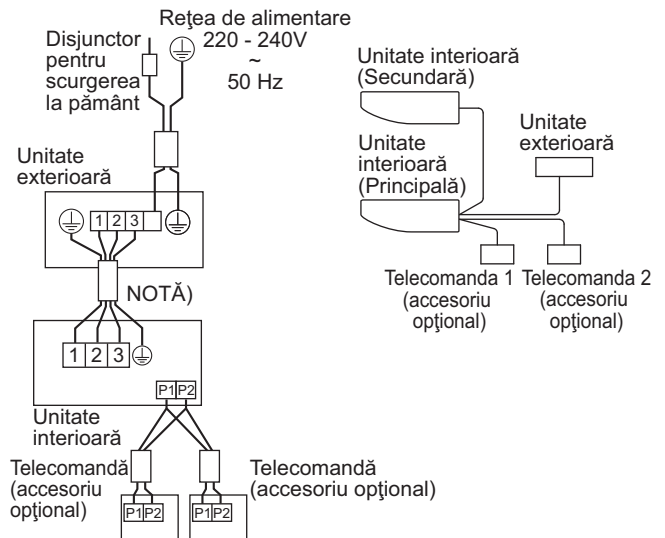 Reţea de alimentare
220 - 240V
~
50 Hz
Disjunctor
pentru
scurgerea
la pământ
Unitate
exterioară
1 2 3
NOTĂ)
1 2 3
P1 P2
Unitate
interioară
Telecomandă
(accesoriu
opţional)
P1 P2
Telecomandă
(accesoriu opţional)
P1 P2
Unitate interioară
(Secundară)
Unitate
interioară
(Principală)
Unitate
exterioară
Telecomanda 1
(accesoriu
opţional)
Telecomanda 2
(accesoriu
opţional)